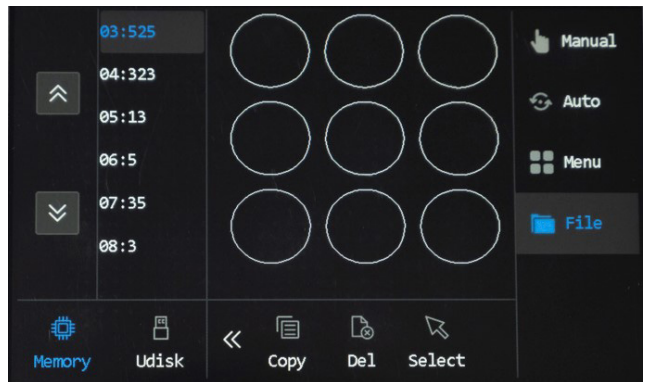 03:525
04:323
05:13
06:5
07:35
08:3
Manual
Auto
Menu
File
Memory
Udisk
Copy
Del
Select